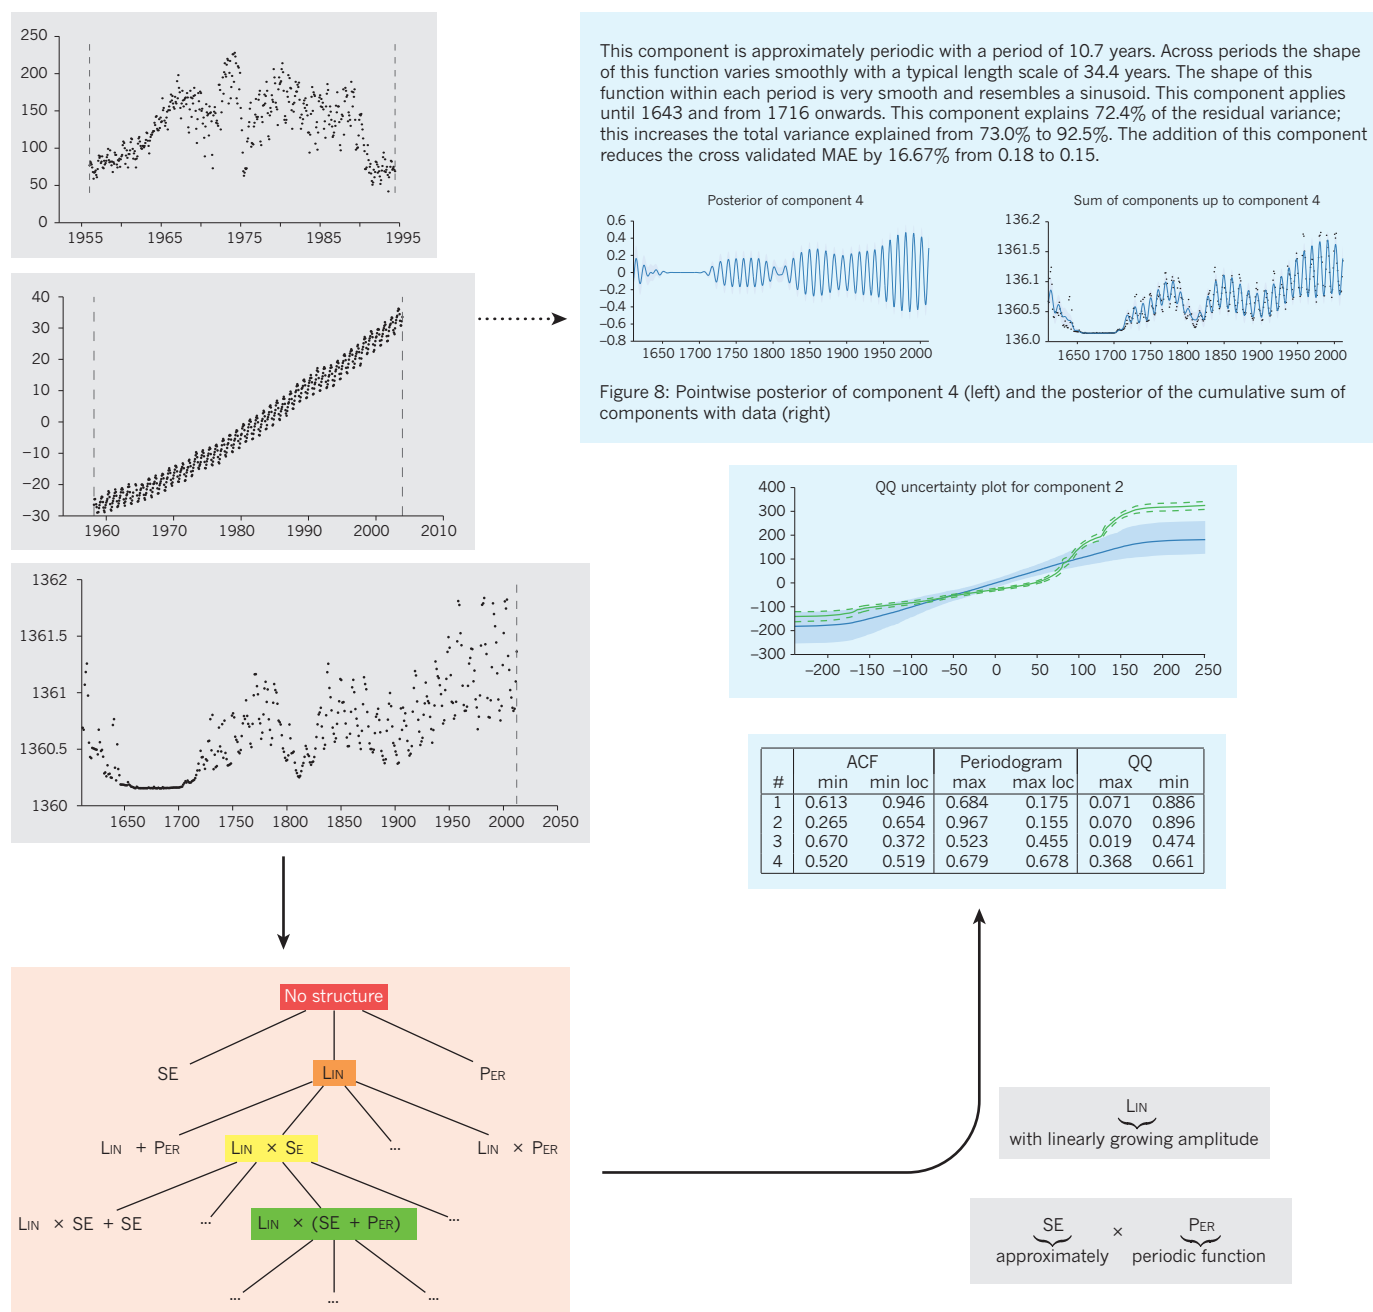 250
200
150
100
50
0
1955 1965 1975 1985 1995
40
30
20
10
0
−10
−20
−30
1960 1970 1980 1990 2000 2010
1362
1361.5
1361
1360.5
1360
1650 1700 1750 1800 1850 1900 1950 2000 2050
This component is approximately periodic with a period of 10.7 years. Across periods the shape
of this function varies smoothly with a typical length scale of 34.4 years. The shape of this
function within each period is very smooth and resembles a sinusoid. This component applies
until 1643 and from 1716 onwards. This component explains 72.4% of the residual variance;
this increases the total variance explained from 73.0% to 92.5%. The addition of this component
reduces the cross validated MAE by 16.67% from 0.18 to 0.15.
Posterior of component 4
0.6
0.4
0.2
0
−0.2
−0.4
−0.6
−0.8
1650 1700 1750 1800 1850 1900 1950 2000
Sum of components up to component 4
136.2
1361.5
136.1
1360.5
136.0
1650 1700 1750 1800 1850 1900 1950 2000
Figure 8: Pointwise posterior of component 4 (left) and the posterior of the cumulative sum of
components with data (right)
QQ uncertainty plot for component 2
400
300
200
100
0
−100
−200
−300
−200 −150 −100 −50 0 50 100 150 200 250
ACF Periodogram QQ
# min min loc max max loc max min
1 0.613 0.946 0.684 0.175 0.071 0.886
2 0.265 0.654 0.967 0.155 0.070 0.896
3 0.670 0.372 0.523 0.455 0.019 0.474
4 0.520 0.519 0.679 0.678 0.368 0.661
No structure
SE LIN PER
LIN + PER LIN × SE ... LIN × PER
LIN × SE + SE ... LIN × (SE + PER) ...
... ... ...
LIN
with linearly growing amplitude
SE × PER
approximately periodic function